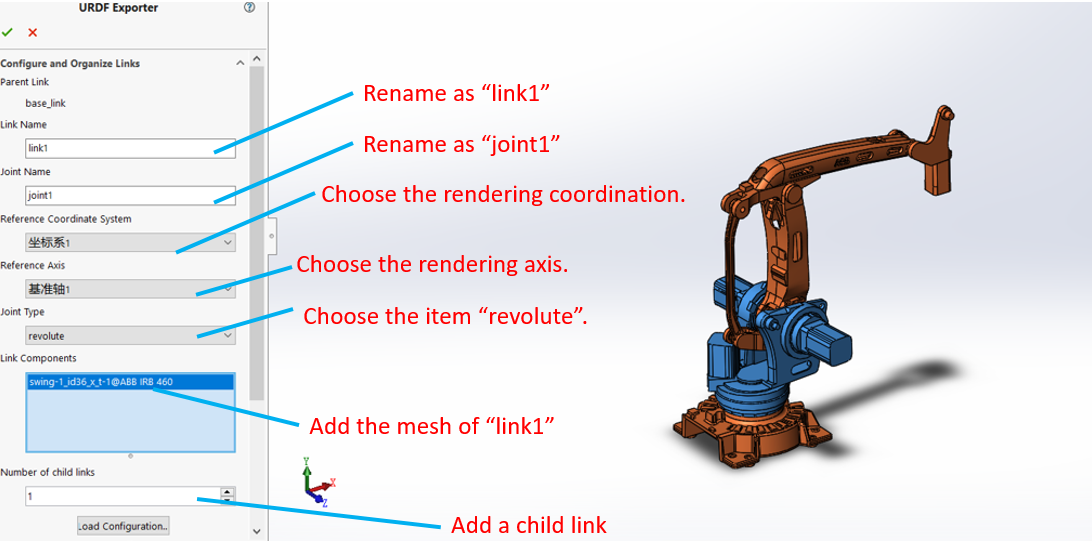 URDF Exporter
Configure and Organize Links
Parent Link
base_link
Link Name
link1
Joint Name
joint1
Reference Coordinate System
坐标系1
Reference Axis
基准轴1
Joint Type
revolute
Link Components
swing-1_id36_x_t-1@ABB IRB 460
Number of child links
1
Load Configuration..
Rename as “link1”
Rename as “joint1”
Choose the rendering coordination.
Choose the rendering axis.
Choose the item “revolute”.
Add the mesh of “link1”
Add a child link
ABB
Y
X
Z